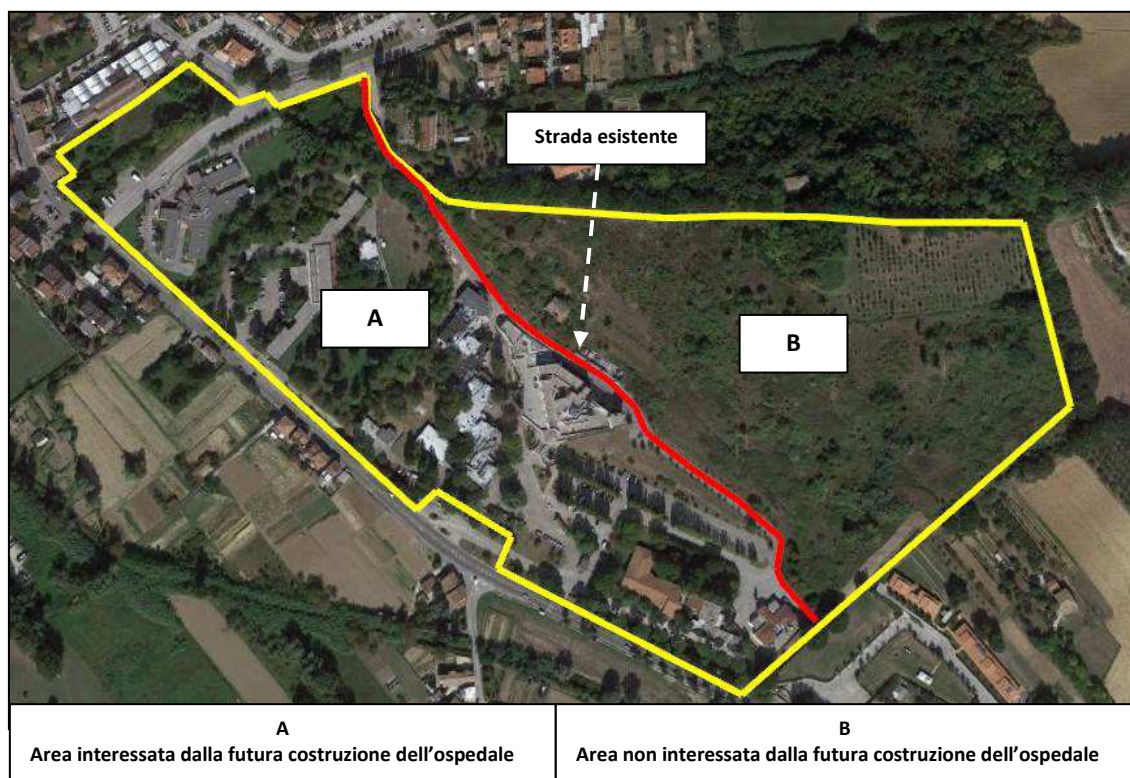 Strada esistente
A
B
A
Area interessata dalla futura costruzione dell'ospedale
B
Area non interessata dalla futura costruzione dell'ospedale